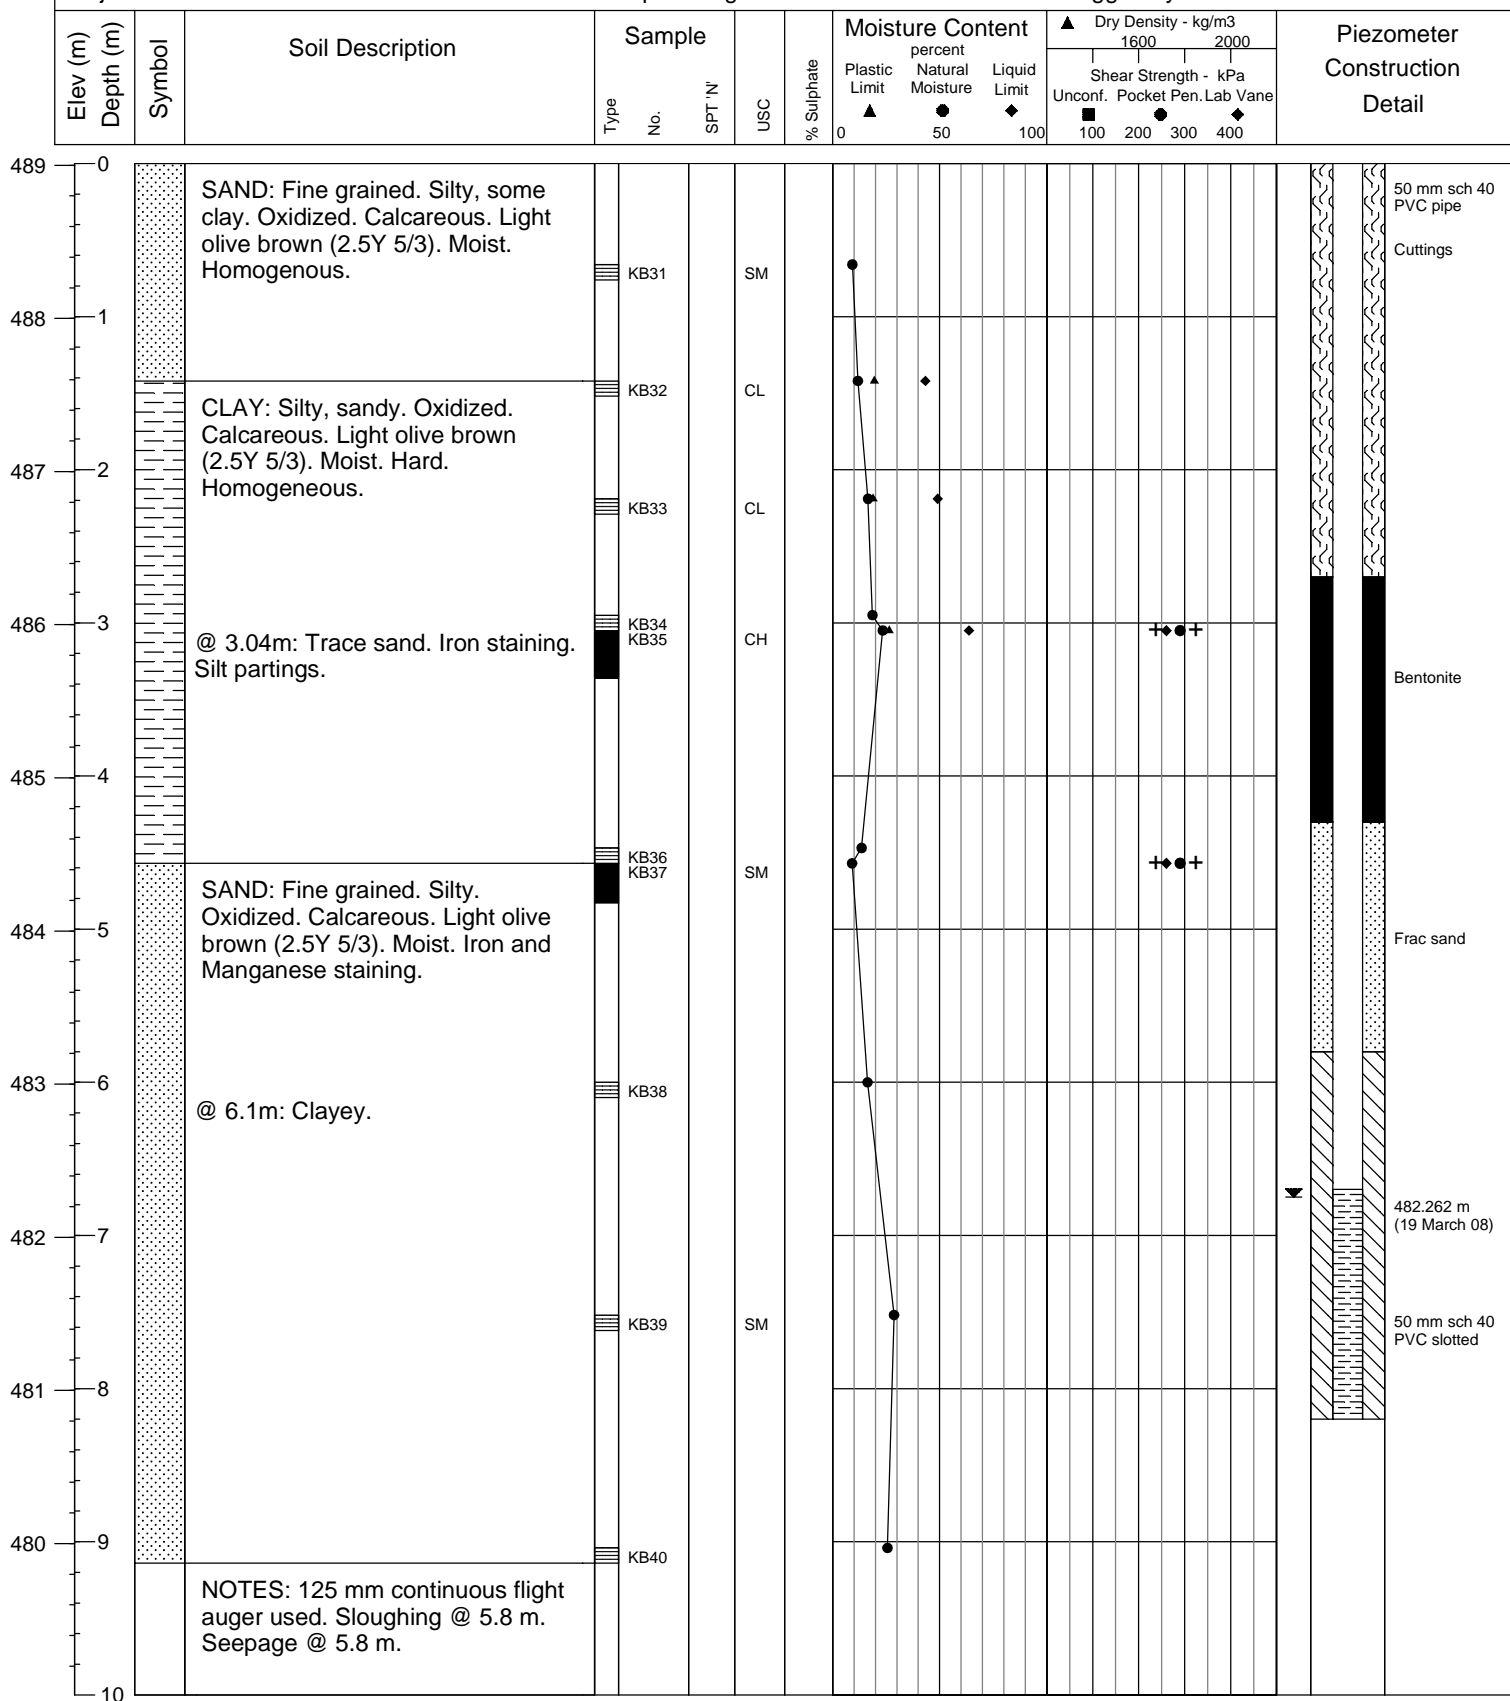 Elev (m)
Depth (m)
Symbol
Soil Description
Sample
Type
No.
SPT 'N'
USC
% Sulphate
Moisture Content
percent
Plastic Limit
Natural Moisture
Liquid Limit
0 50 100
Dry Density - kg/m3
1600 2000
Shear Strength - kPa
Unconf. Pocket Pen. Lab Vane
100 200 300 400
Piezometer
Construction
Detail
489 0
SAND: Fine grained. Silty, some
clay. Oxidized. Calcareous. Light
olive brown (2.5Y 5/3). Moist.
Homogenous.
KB31 SM
50 mm sch 40
PVC pipe
Cuttings
488 1
KB32 CL
CLAY: Silty, sandy. Oxidized.
Calcareous. Light olive brown
(2.5Y 5/3). Moist. Hard.
Homogeneous.
487 2
KB33 CL
486 3
KB34
KB35 CH
@ 3.04m: Trace sand. Iron staining.
Silt partings.
Bentonite
485 4
KB36
KB37 SM
SAND: Fine grained. Silty.
Oxidized. Calcareous. Light olive
brown (2.5Y 5/3). Moist. Iron and
Manganese staining.
484 5
Frac sand
483 6
KB38
@ 6.1m: Clayey.
482 7
482.262 m
(19 March 08)
KB39 SM
50 mm sch 40
PVC slotted
481 8
480 9
KB40
NOTES: 125 mm continuous flight
auger used. Sloughing @ 5.8 m.
Seepage @ 5.8 m.
10